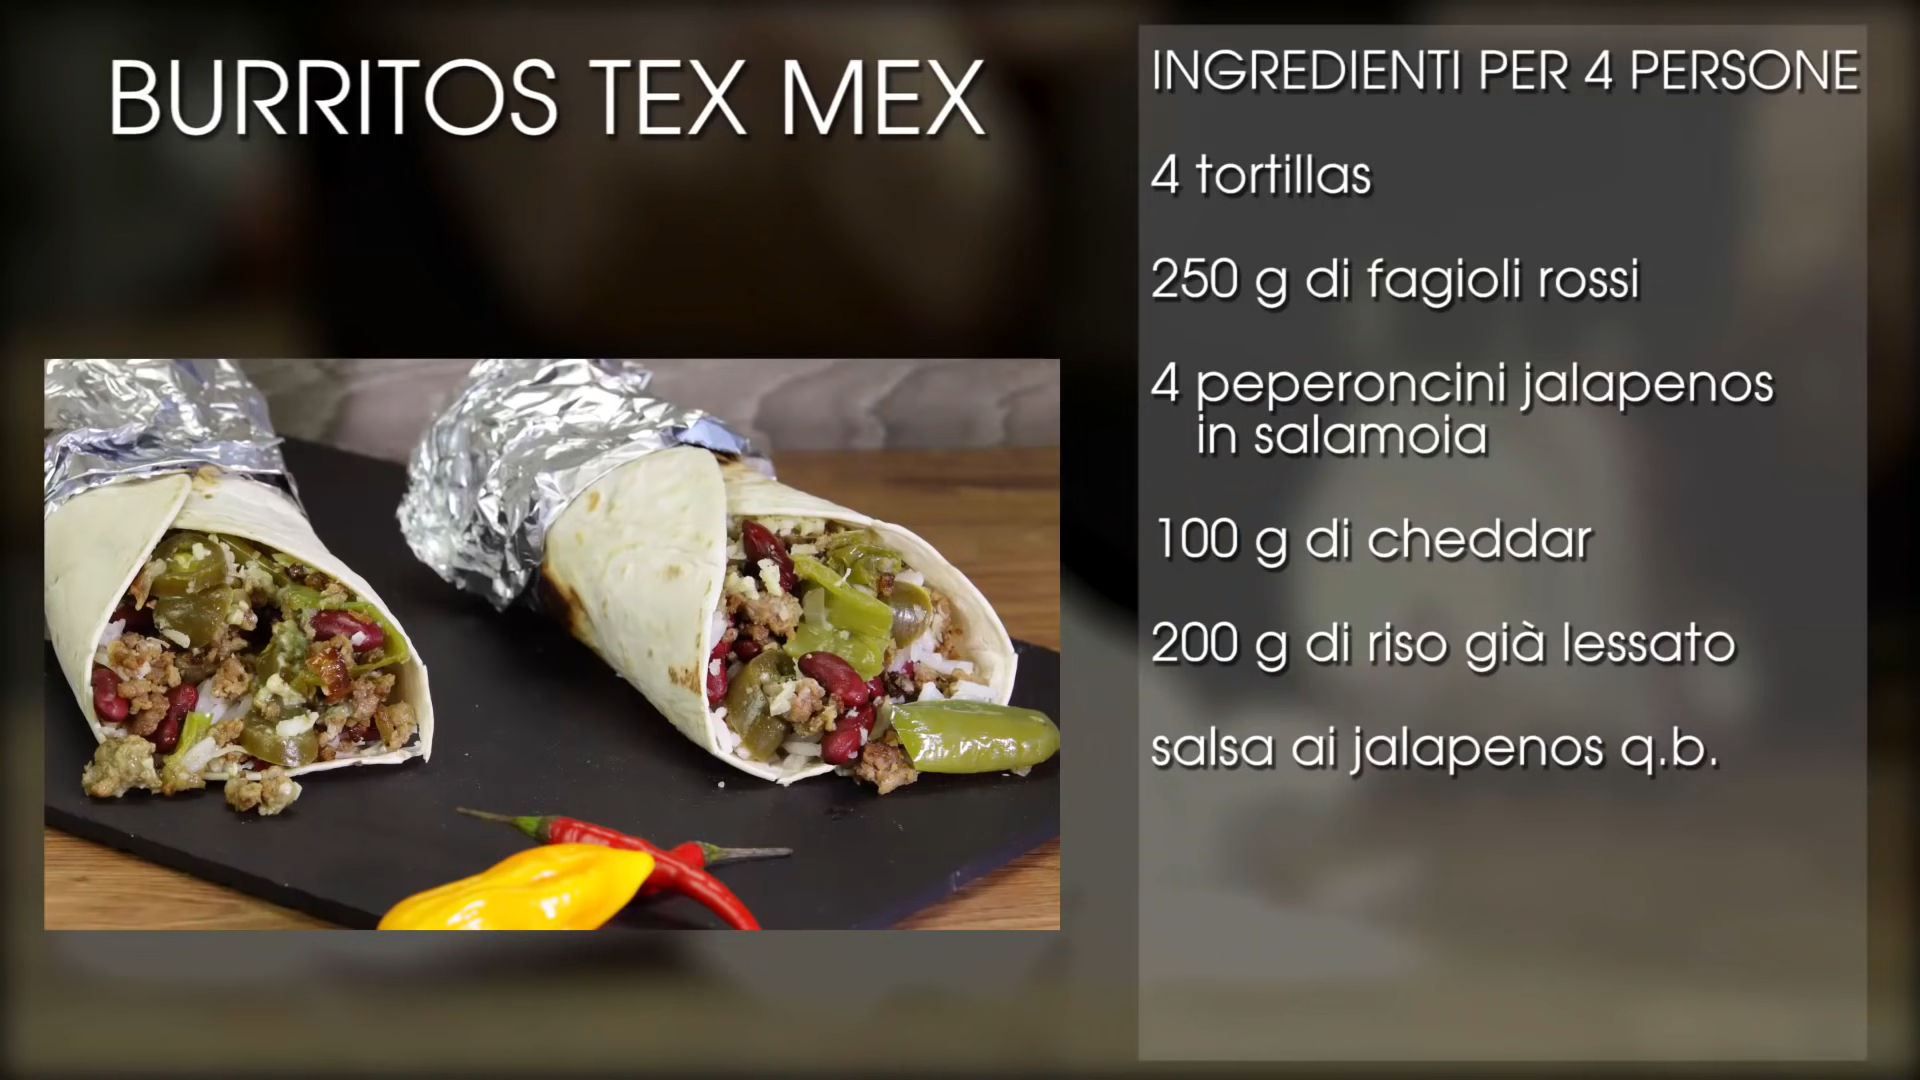 BURRITOS TEX MEX
INGREDIENTI PER 4 PERSONE
4 tortillas
250 g di fagioli rossi
4 peperoncini jalapenos
in salamoia
100 g di cheddar
200 g di riso già lessato
salsa ai jalapenos q.b.